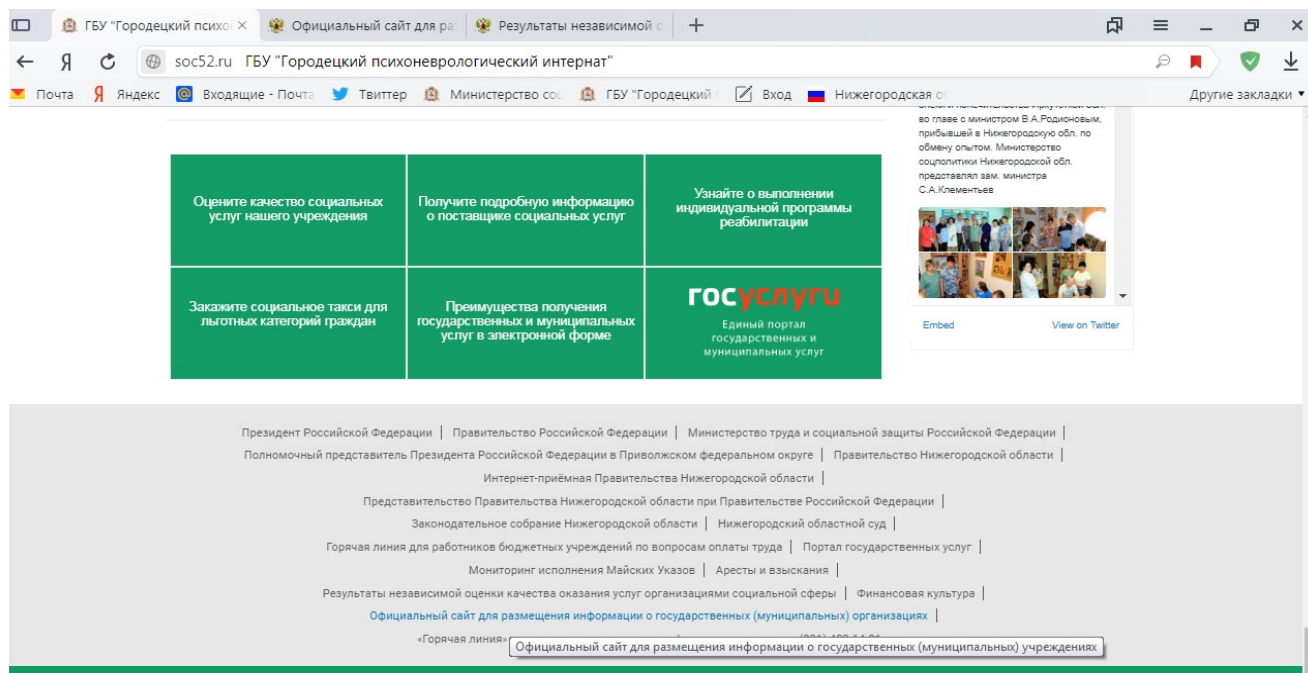 ГБУ "Городецкий психо
Официальный сайт для ра
Результаты независимой о
soc52.ru ГБУ "Городецкий психоневрологический интернат"
Почта Яндекс Входящие - Почта Твиттер Министерство соц ГБУ "Городецкий Вход Нижегородская Другие закладки
во главе с министром В.А.Родионовым,
прибывшей в Нижегородскую обл. по
обмену опытом. Министерство
соцполитики Нижегородской обл.
представлял зам. министра
С.А.Клементьев
Embed View on Twitter
Оцените качество социальных
услуг нашего учреждения
Получите подробную информацию
о поставщике социальных услуг
Узнайте о выполнении
индивидуальной программы
реабилитации
Закажите социальное такси для
льготных категорий граждан
Преимущества получения
государственных и муниципальных
услуг в электронной форме
госуслуги
Единый портал
государственных и
муниципальных услуг
Президент Российской Федерации | Правительство Российской Федерации | Министерство труда и социальной защиты Российской Федерации |
Полномочный представитель Президента Российской Федерации в Приволжском федеральном округе | Правительство Нижегородской области |
Интернет-приёмная Правительства Нижегородской области |
Представительство Правительства Нижегородской области при Правительстве Российской Федерации |
Законодательное собрание Нижегородской области | Нижегородский областной суд |
Горячая линия для работников бюджетных учреждений по вопросам оплаты труда | Портал государственных услуг |
Мониторинг исполнения Майских Указов | Аресты и взыскания |
Результаты независимой оценки качества оказания услуг организациями социальной сферы | Финансовая культура |
Официальный сайт для размещения информации о государственных (муниципальных) организациях |
«Горячая линия»
Официальный сайт для размещения информации о государственных (муниципальных) учреждениях